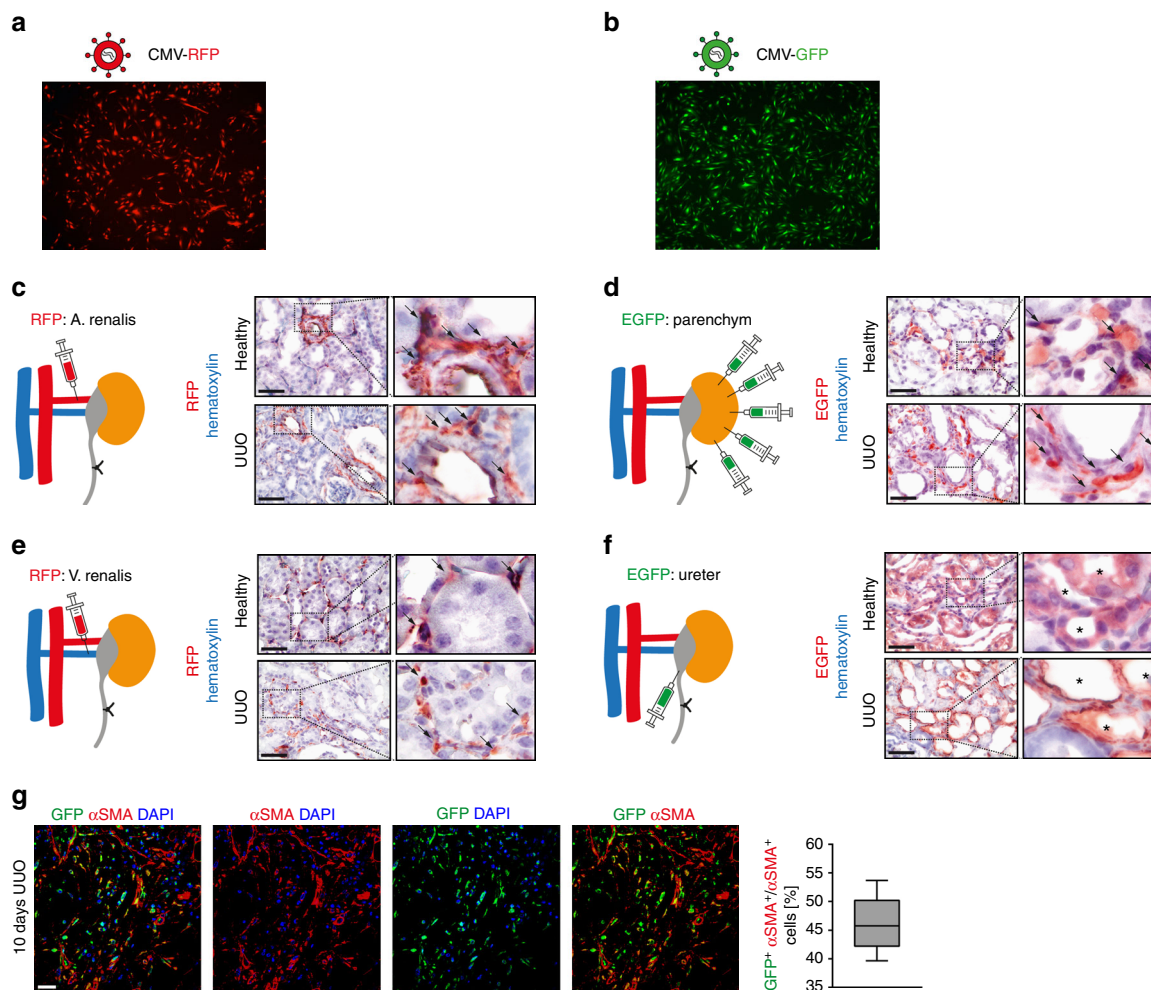 a
CMV-RFP
b
CMV-GFP
c
RFP: A. renalis
RFP
hematoxylin
Healthy
UUO
d
EGFP: parenchym
EGFP
hematoxylin
Healthy
UUO
e
RFP: V. renalis
RFP
hematoxylin
Healthy
UUO
f
EGFP: ureter
EGFP
hematoxylin
Healthy
UUO
*
*
*
*
*
*
g
GFP αSMA DAPI
αSMA DAPI
GFP DAPI
GFP αSMA
10 days UUO
GFP⁺ αSMA⁺/αSMA⁺
cells [%]
60
55
50
45
40
35